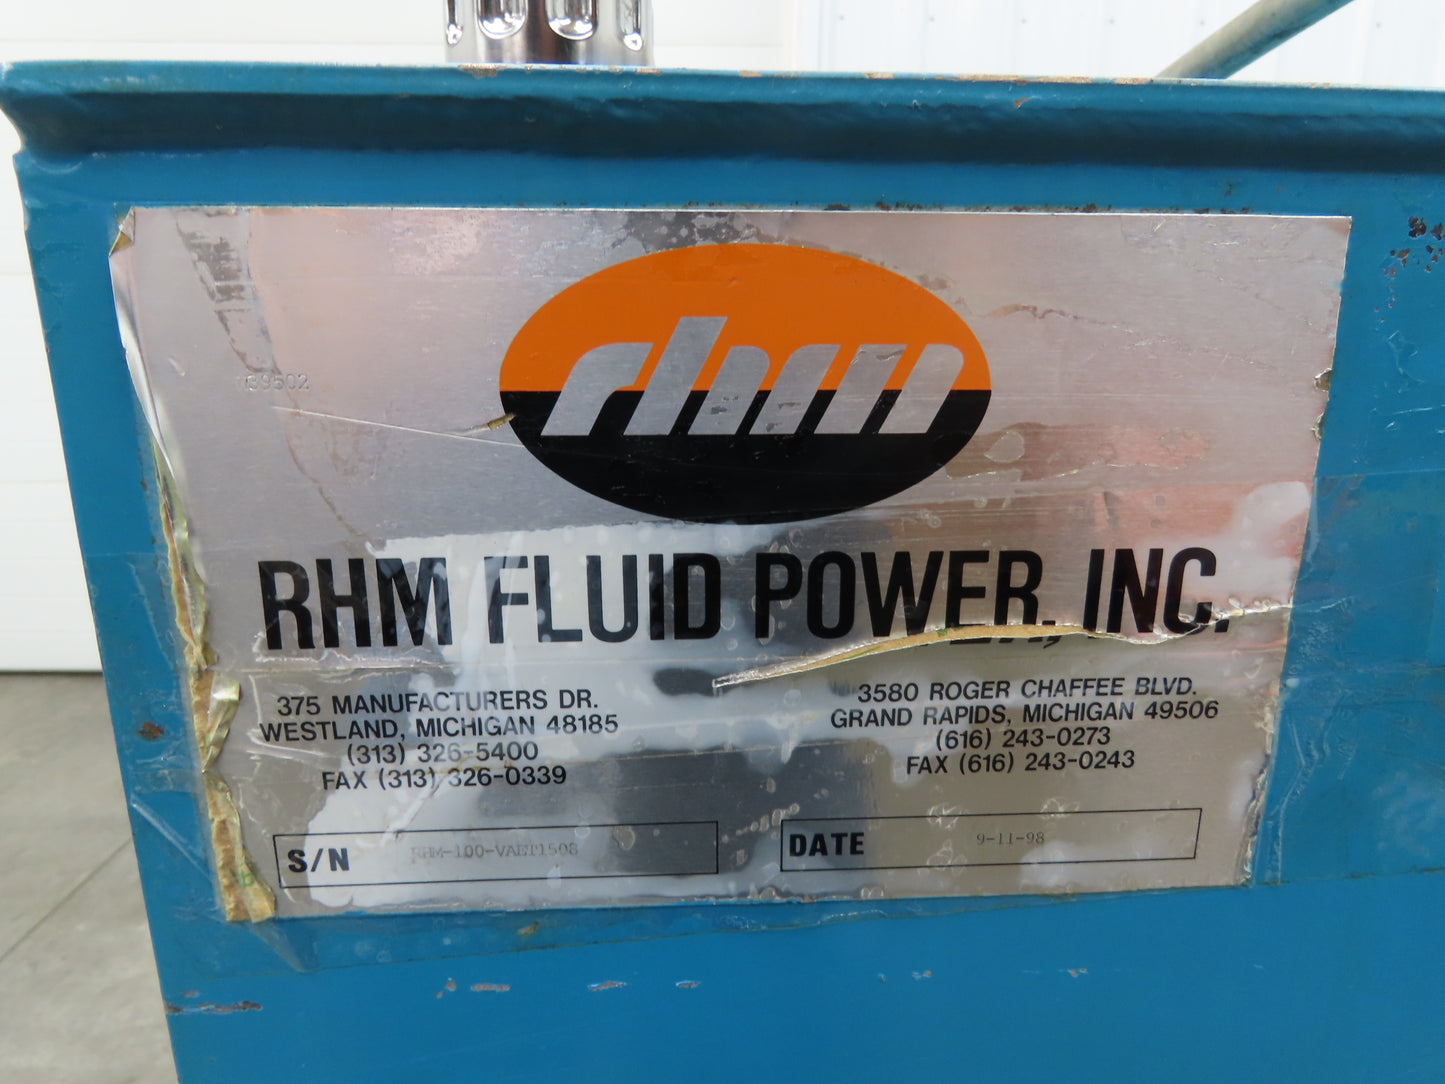 rhm
RHM FLUID POWER, INC.
375 MANUFACTURERS DR.
WESTLAND, MICHIGAN 48185
(313) 326-5400
FAX (313) 326-0339
3580 ROGER CHAFFEE BLVD.
GRAND RAPIDS, MICHIGAN 49506
(616) 243-0273
FAX (616) 243-0243
S/N RHM-100-VAET1508
DATE 9-11-98